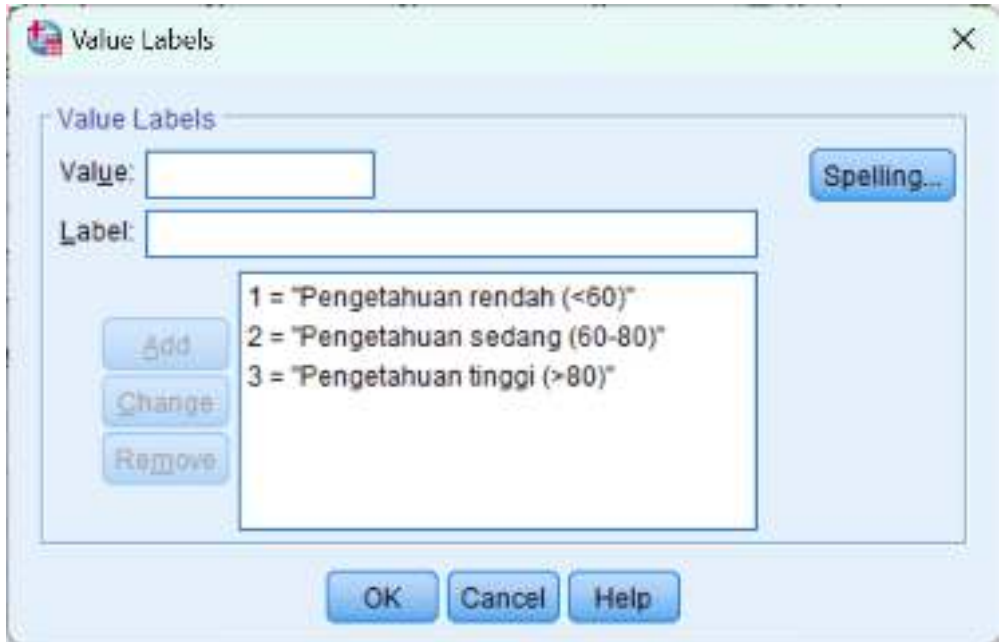 Value Labels
Value Labels
Value:
Spelling...
Label:
1 = "Pengetahuan rendah (<60)"
2 = "Pengetahuan sedang (60-80)"
3 = "Pengetahuan tinggi (>80)"
Add
Change
Remove
OK
Cancel
Help